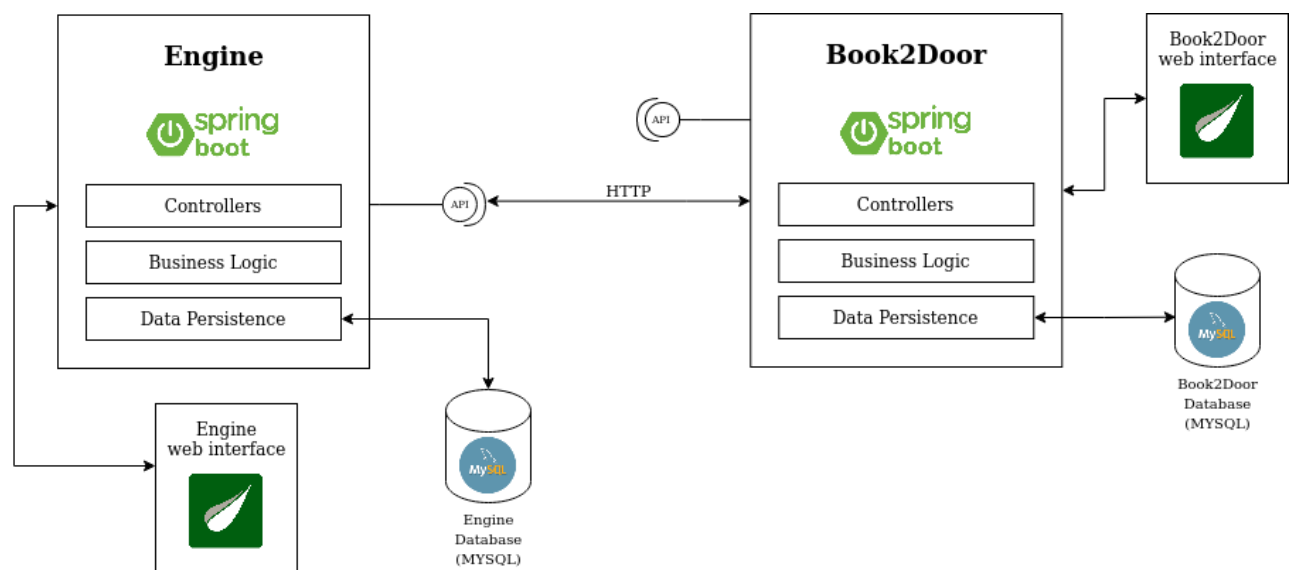 Engine
spring
boot
Controllers
Business Logic
Data Persistence
API
HTTP
Engine
web interface
MySQL
Engine
Database
(MYSQL)
Book2Door
spring
boot
API
Controllers
Business Logic
Data Persistence
Book2Door
web interface
MySQL
Book2Door
Database
(MYSQL)